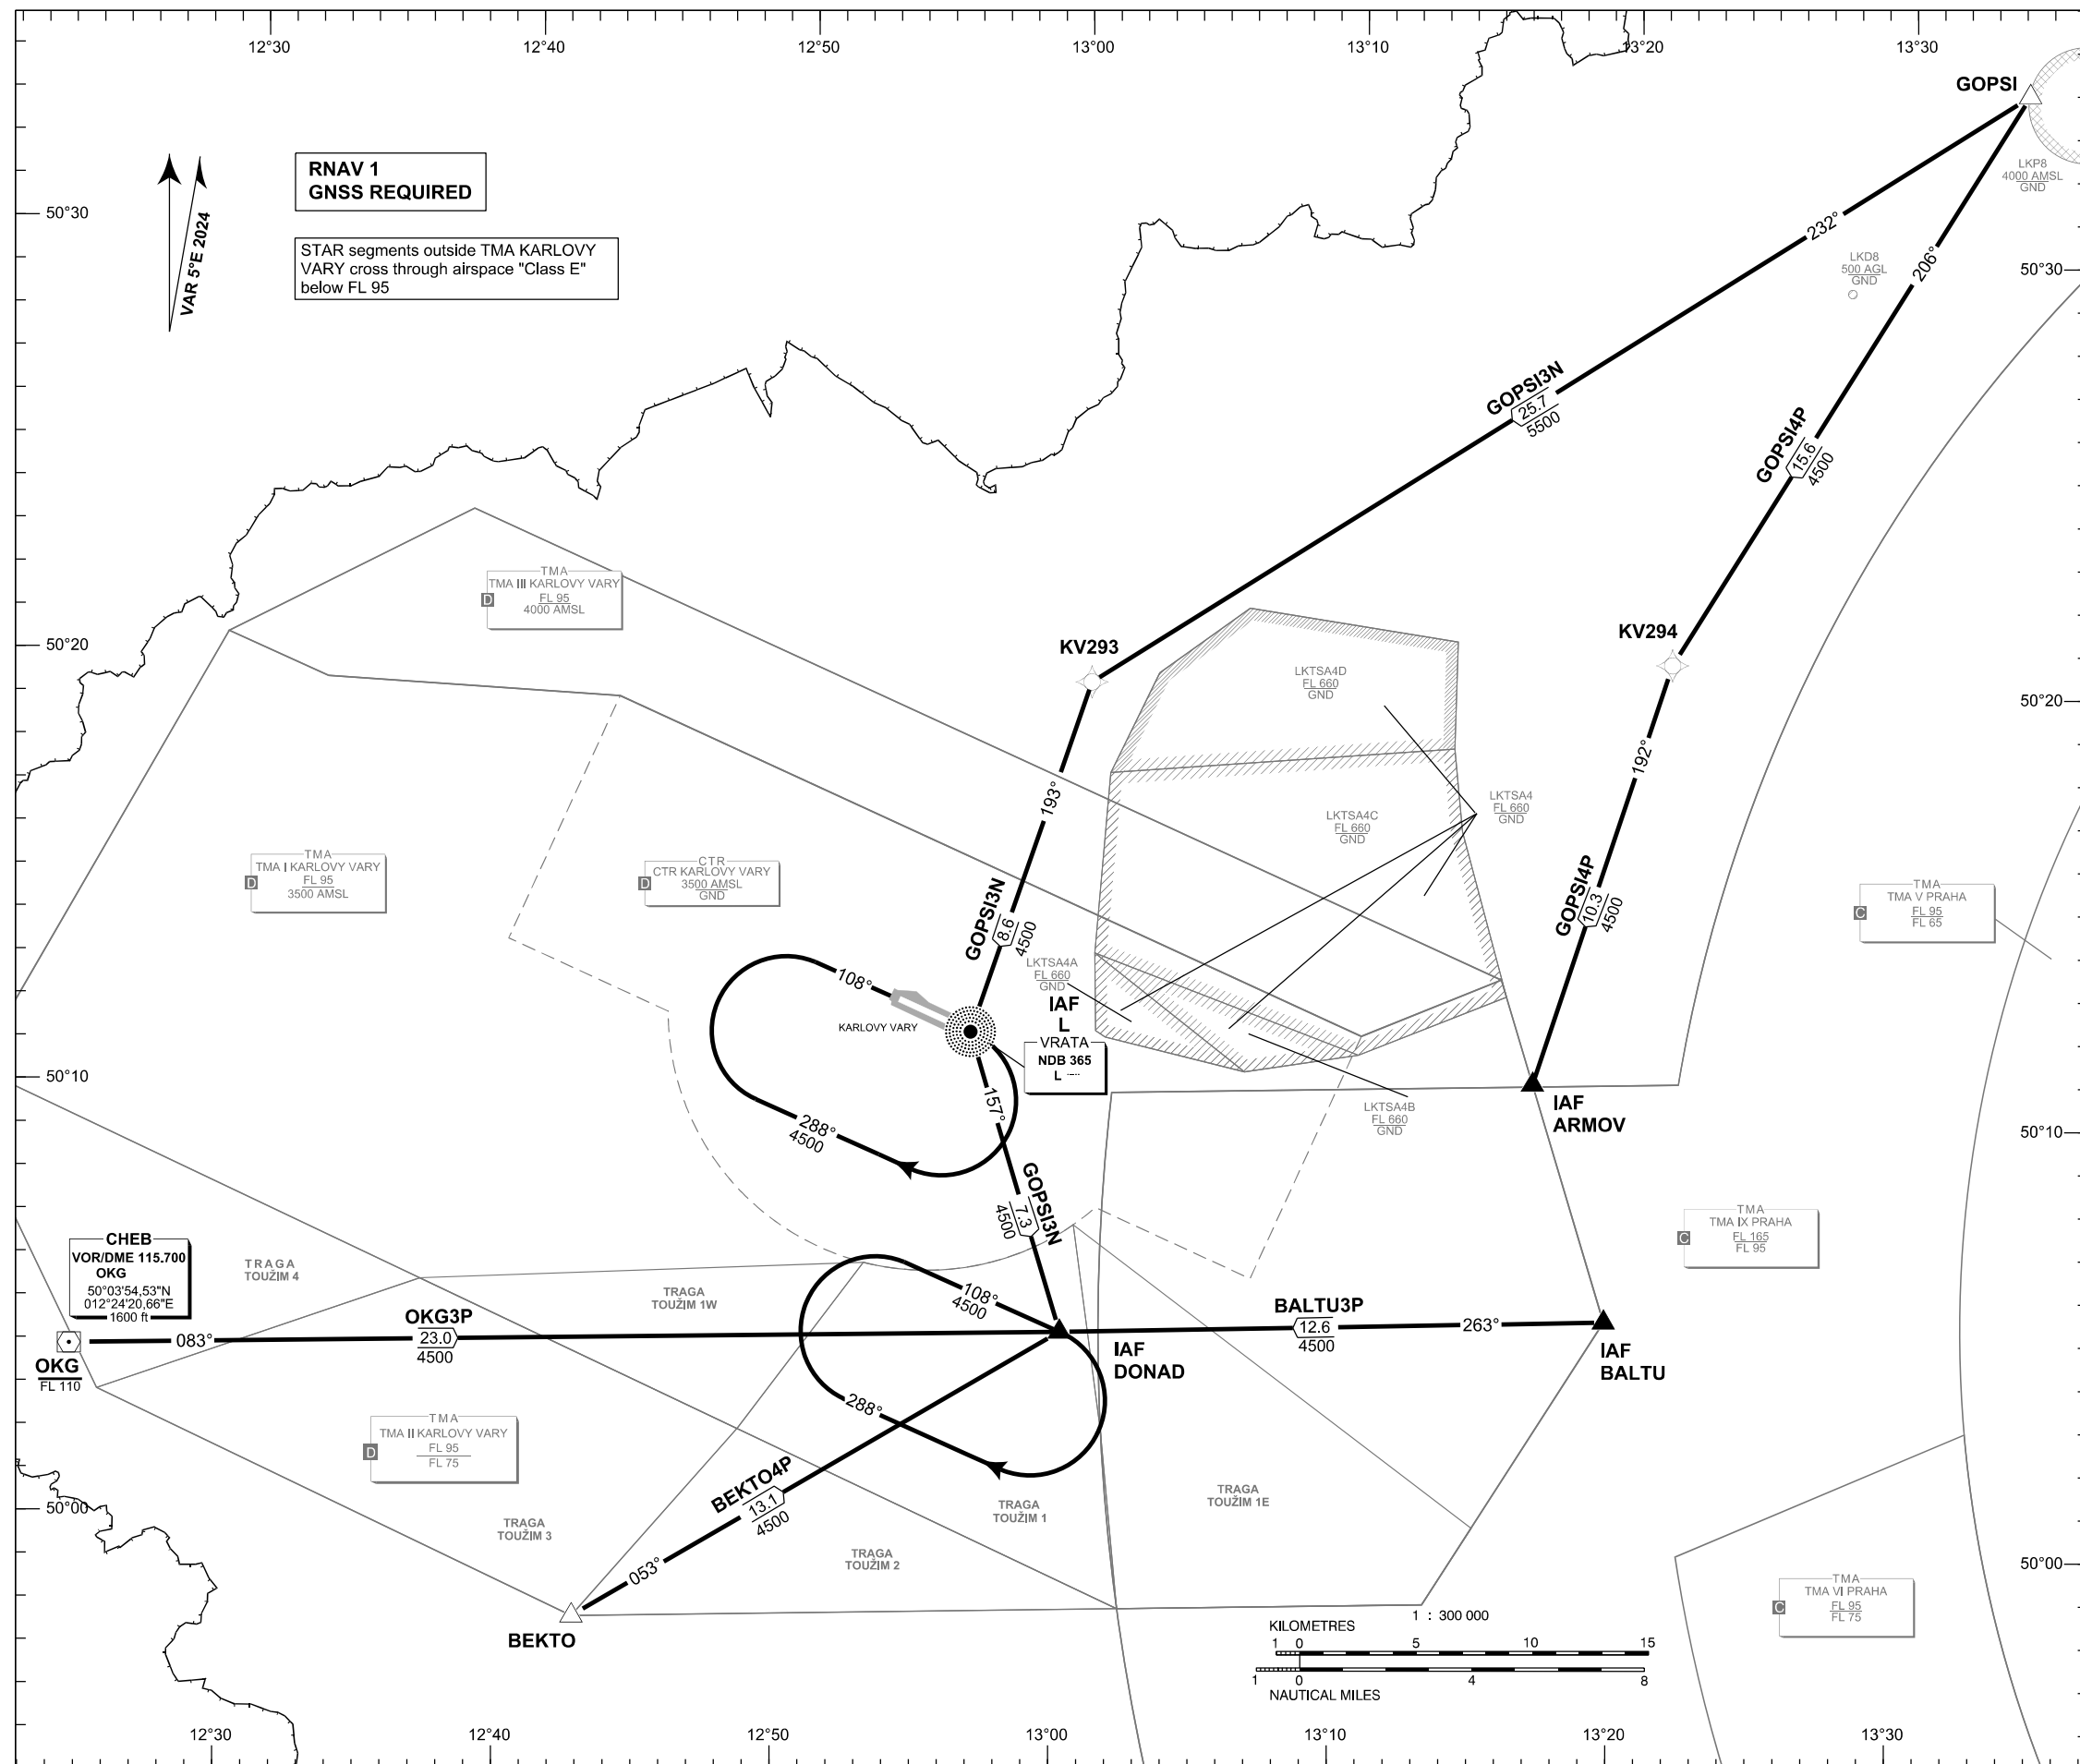 12°30
12°40
12°50
13°00
13°10
13°20
13°30
GOPSI
LKP8
4000 AMSL
GND
RNAV 1
GNSS REQUIRED
VAR 5°E 2024
50°30
STAR segments outside TMA KARLOVY
VARY cross through airspace "Class E"
below FL 95
232°
206°
LKD8
500 AGL
GND
50°30
GOPSI3N
25.7
5500
GOPSI4P
15.6
4500
TMA
TMA III KARLOVY VARY
D
FL 95
4000 AMSL
50°20
KV293
KV294
LKTSA4D
FL 660
GND
50°20
193°
192°
LKTSA4
FL 660
GND
LKTSA4C
FL 660
GND
TMA
TMA I KARLOVY VARY
D
FL 95
3500 AMSL
CTR
CTR KARLOVY VARY
D
3500 AMSL
GND
GOPSI3N
8.6
4500
GOPSI4P
10.3
4500
TMA
TMA V PRAHA
C
FL 95
FL 65
108°
LKTSA4A
FL 660
GND
KARLOVY VARY
IAF
L
VRATA
NDB 365
L
50°10
157°
288°
4500
LKTSA4B
FL 660
GND
IAF
ARMOV
50°10
GOPSI3N
7.3
4500
TMA
TMA IX PRAHA
C
FL 165
FL 95
CHEB
VOR/DME 115.700
OKG
50°03'54,53"N
012°24'20,66"E
1600 ft
TRAGA
TOUŽIM 4
TRAGA
TOUŽIM 1W
108°
4500
OKG3P
083°
23.0
4500
BALTU3P
12.6
4500
263°
OKG
FL 110
IAF
DONAD
IAF
BALTU
288°
TMA
TMA II KARLOVY VARY
D
FL 95
FL 75
BEKTO4P
13.1
4500
50°00
TRAGA
TOUŽIM 3
TRAGA
TOUŽIM 1
TRAGA
TOUŽIM 1E
TRAGA
TOUŽIM 2
053°
50°00
TMA
TMA VI PRAHA
C
FL 95
FL 75
BEKTO
1 : 300 000
KILOMETRES
1 0 5 10 15
1 0 4 8
NAUTICAL MILES
12°30
12°40
12°50
13°00
13°10
13°20
13°30